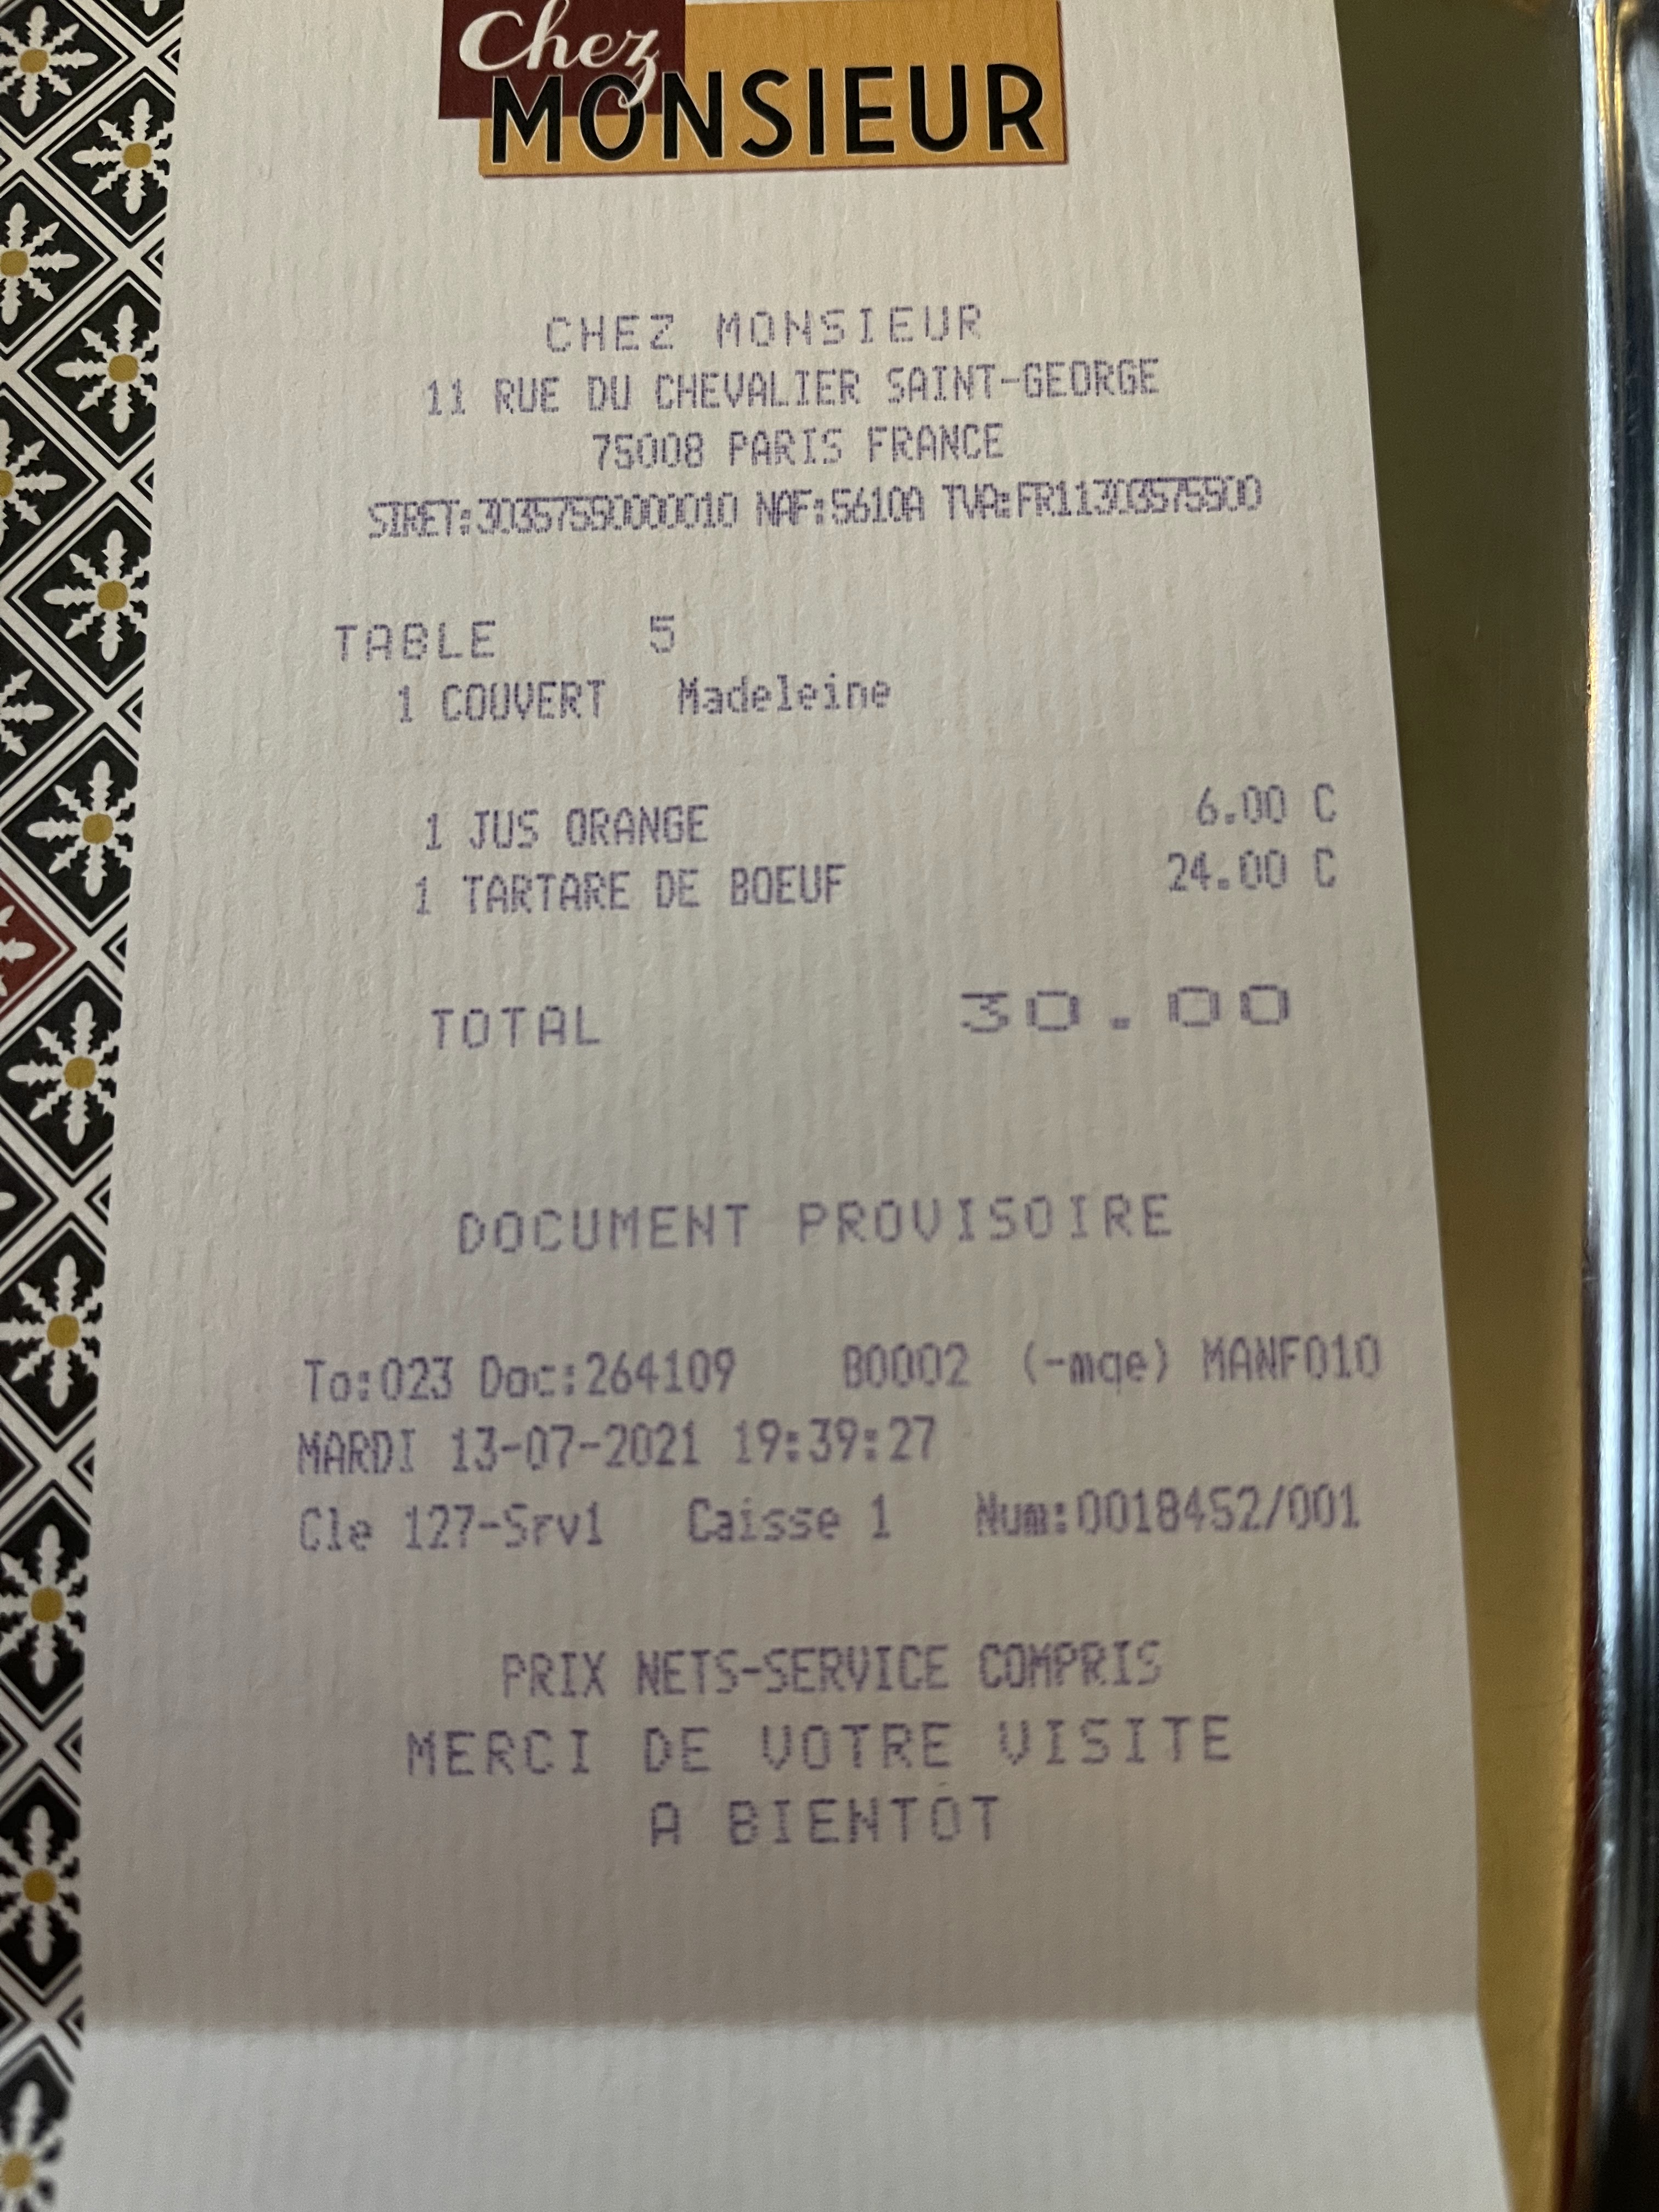 Chez
MONSIEUR
CHEZ MONSIEUR
11 RUE DU CHEVALIER SAINT-GEORGE
75008 PARIS FRANCE
SIRET:30357550000010 NAF:5610A TVA:FR11303575500
TABLE 5
1 COUVERT Madeleine
1 JUS ORANGE 6.00 C
1 TARTARE DE BOEUF 24.00 C
TOTAL 30.00
DOCUMENT PROVISOIRE
To:023 Doc:264109 B0002 (-mqe) MANF010
MARDI 13-07-2021 19:39:27
Cle 127-Srv1 Caisse 1 Num:0018452/001
PRIX NETS-SERVICE COMPRIS
MERCI DE VOTRE VISITE
A BIENTOT